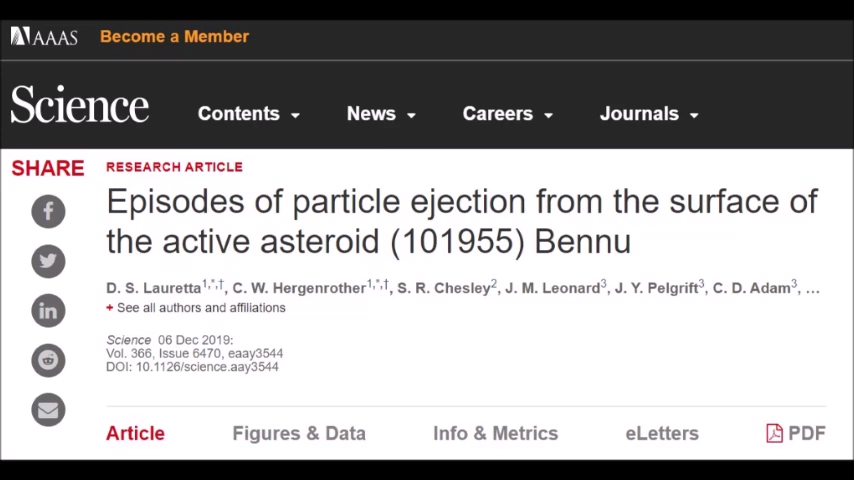 AAAS Become a Member
Science Contents News Careers Journals
SHARE
RESEARCH ARTICLE
Episodes of particle ejection from the surface of
the active asteroid (101955) Bennu
D. S. Lauretta1,*,†, C. W. Hergenrother1,*,†, S. R. Chesley2, J. M. Leonard3, J. Y. Pelgrift3, C. D. Adam3, ...
+ See all authors and affiliations
Science 06 Dec 2019:
Vol. 366, Issue 6470, eaay3544
DOI: 10.1126/science.aay3544
Article Figures & Data Info & Metrics eLetters PDF